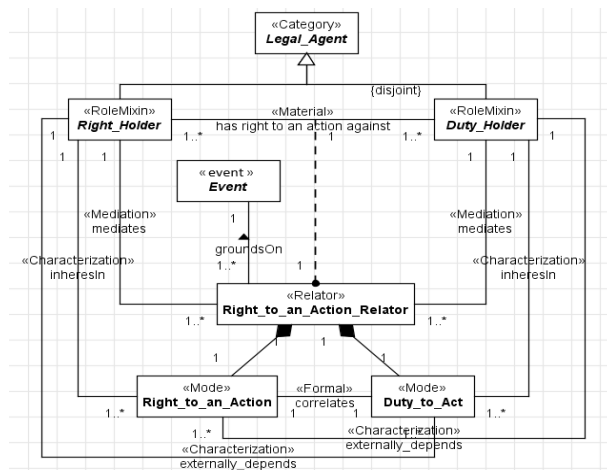 «Category»
Legal_Agent
{disjoint}
«RoleMixin»
Right_Holder
«Material»
has right to an action against
«RoleMixin»
Duty_Holder
1
1..*
1
1..*
1
1
1
1
1
«event »
Event
1
«Mediation»
mediates
«Mediation»
mediates
groundsOn
«Characterization»
inheresIn
«Characterization»
inheresIn
1..*
1
«Relator»
Right_to_an_Action_Relator
1..*
1..*
1
1
1
1
«Mode»
Right_to_an_Action
«Formal»
correlates
«Mode»
Duty_to_Act
1..*
1
1
1..*
1..*
1..*
«Characterization»
externally_depends
«Characterization»
externally_depends